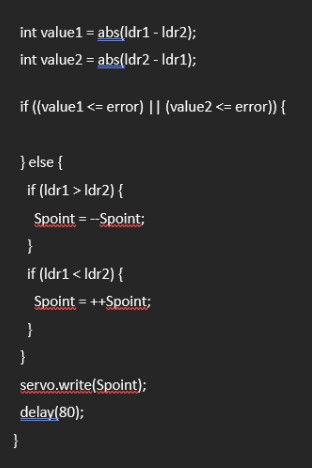 int value1 = abs(ldr1 - ldr2);
int value2 = abs(ldr2 - ldr1);
if ((value1 <= error) || (value2 <= error)) {
} else {
if (ldr1 > ldr2) {
Spoint = --Spoint;
}
if (ldr1 < ldr2) {
Spoint = ++Spoint;
}
}
servo.write(Spoint);
delay(80);
}